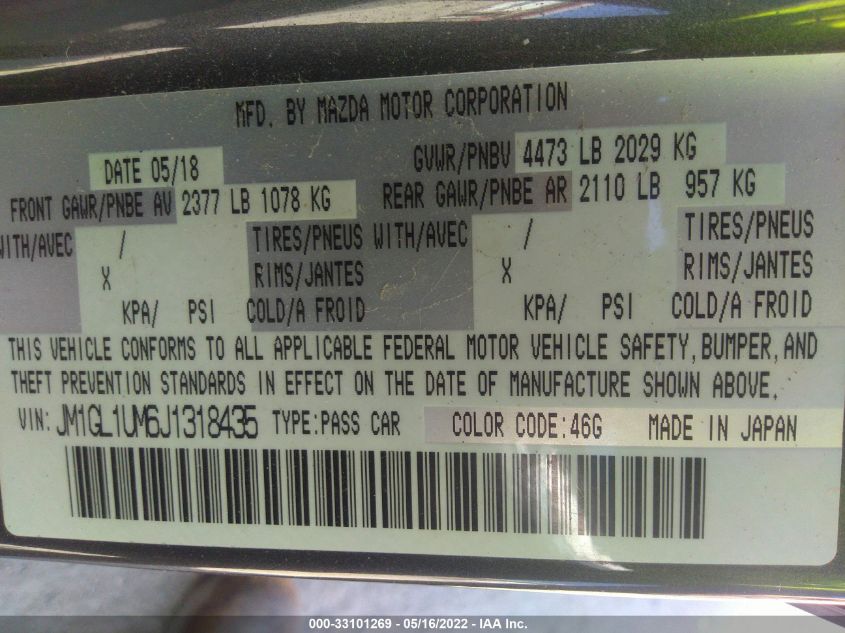 MFD. BY MAZDA MOTOR CORPORATION
DATE 05/18 GVWR/PNBV 4473 LB 2029 KG
FRONT GAWR/PNBE AV 2377 LB 1078 KG REAR GAWR/PNBE AR 2110 LB 957 KG
WITH/AVEC / TIRES/PNEUS WITH/AVEC / TIRES/PNEUS
X RIMS/JANTES X RIMS/JANTES
KPA/ PSI COLD/A FROID KPA/ PSI COLD/A FROID
THIS VEHICLE CONFORMS TO ALL APPLICABLE FEDERAL MOTOR VEHICLE SAFETY, BUMPER, AND
THEFT PREVENTION STANDARDS IN EFFECT ON THE DATE OF MANUFACTURE SHOWN ABOVE.
VIN: JM1GL1UM6J1318435 TYPE:PASS CAR COLOR CODE:46G MADE IN JAPAN
000-33101269 - 05/16/2022 - IAA Inc.